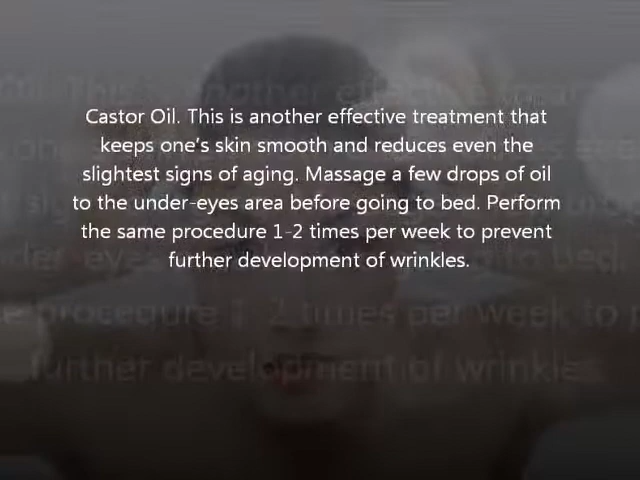 Castor Oil. This is another effective treatment that
keeps one's skin smooth and reduces even the
slightest signs of aging. Massage a few drops of oil
to the under-eyes area before going to bed. Perform
the same procedure 1-2 times per week to prevent
further development of wrinkles.